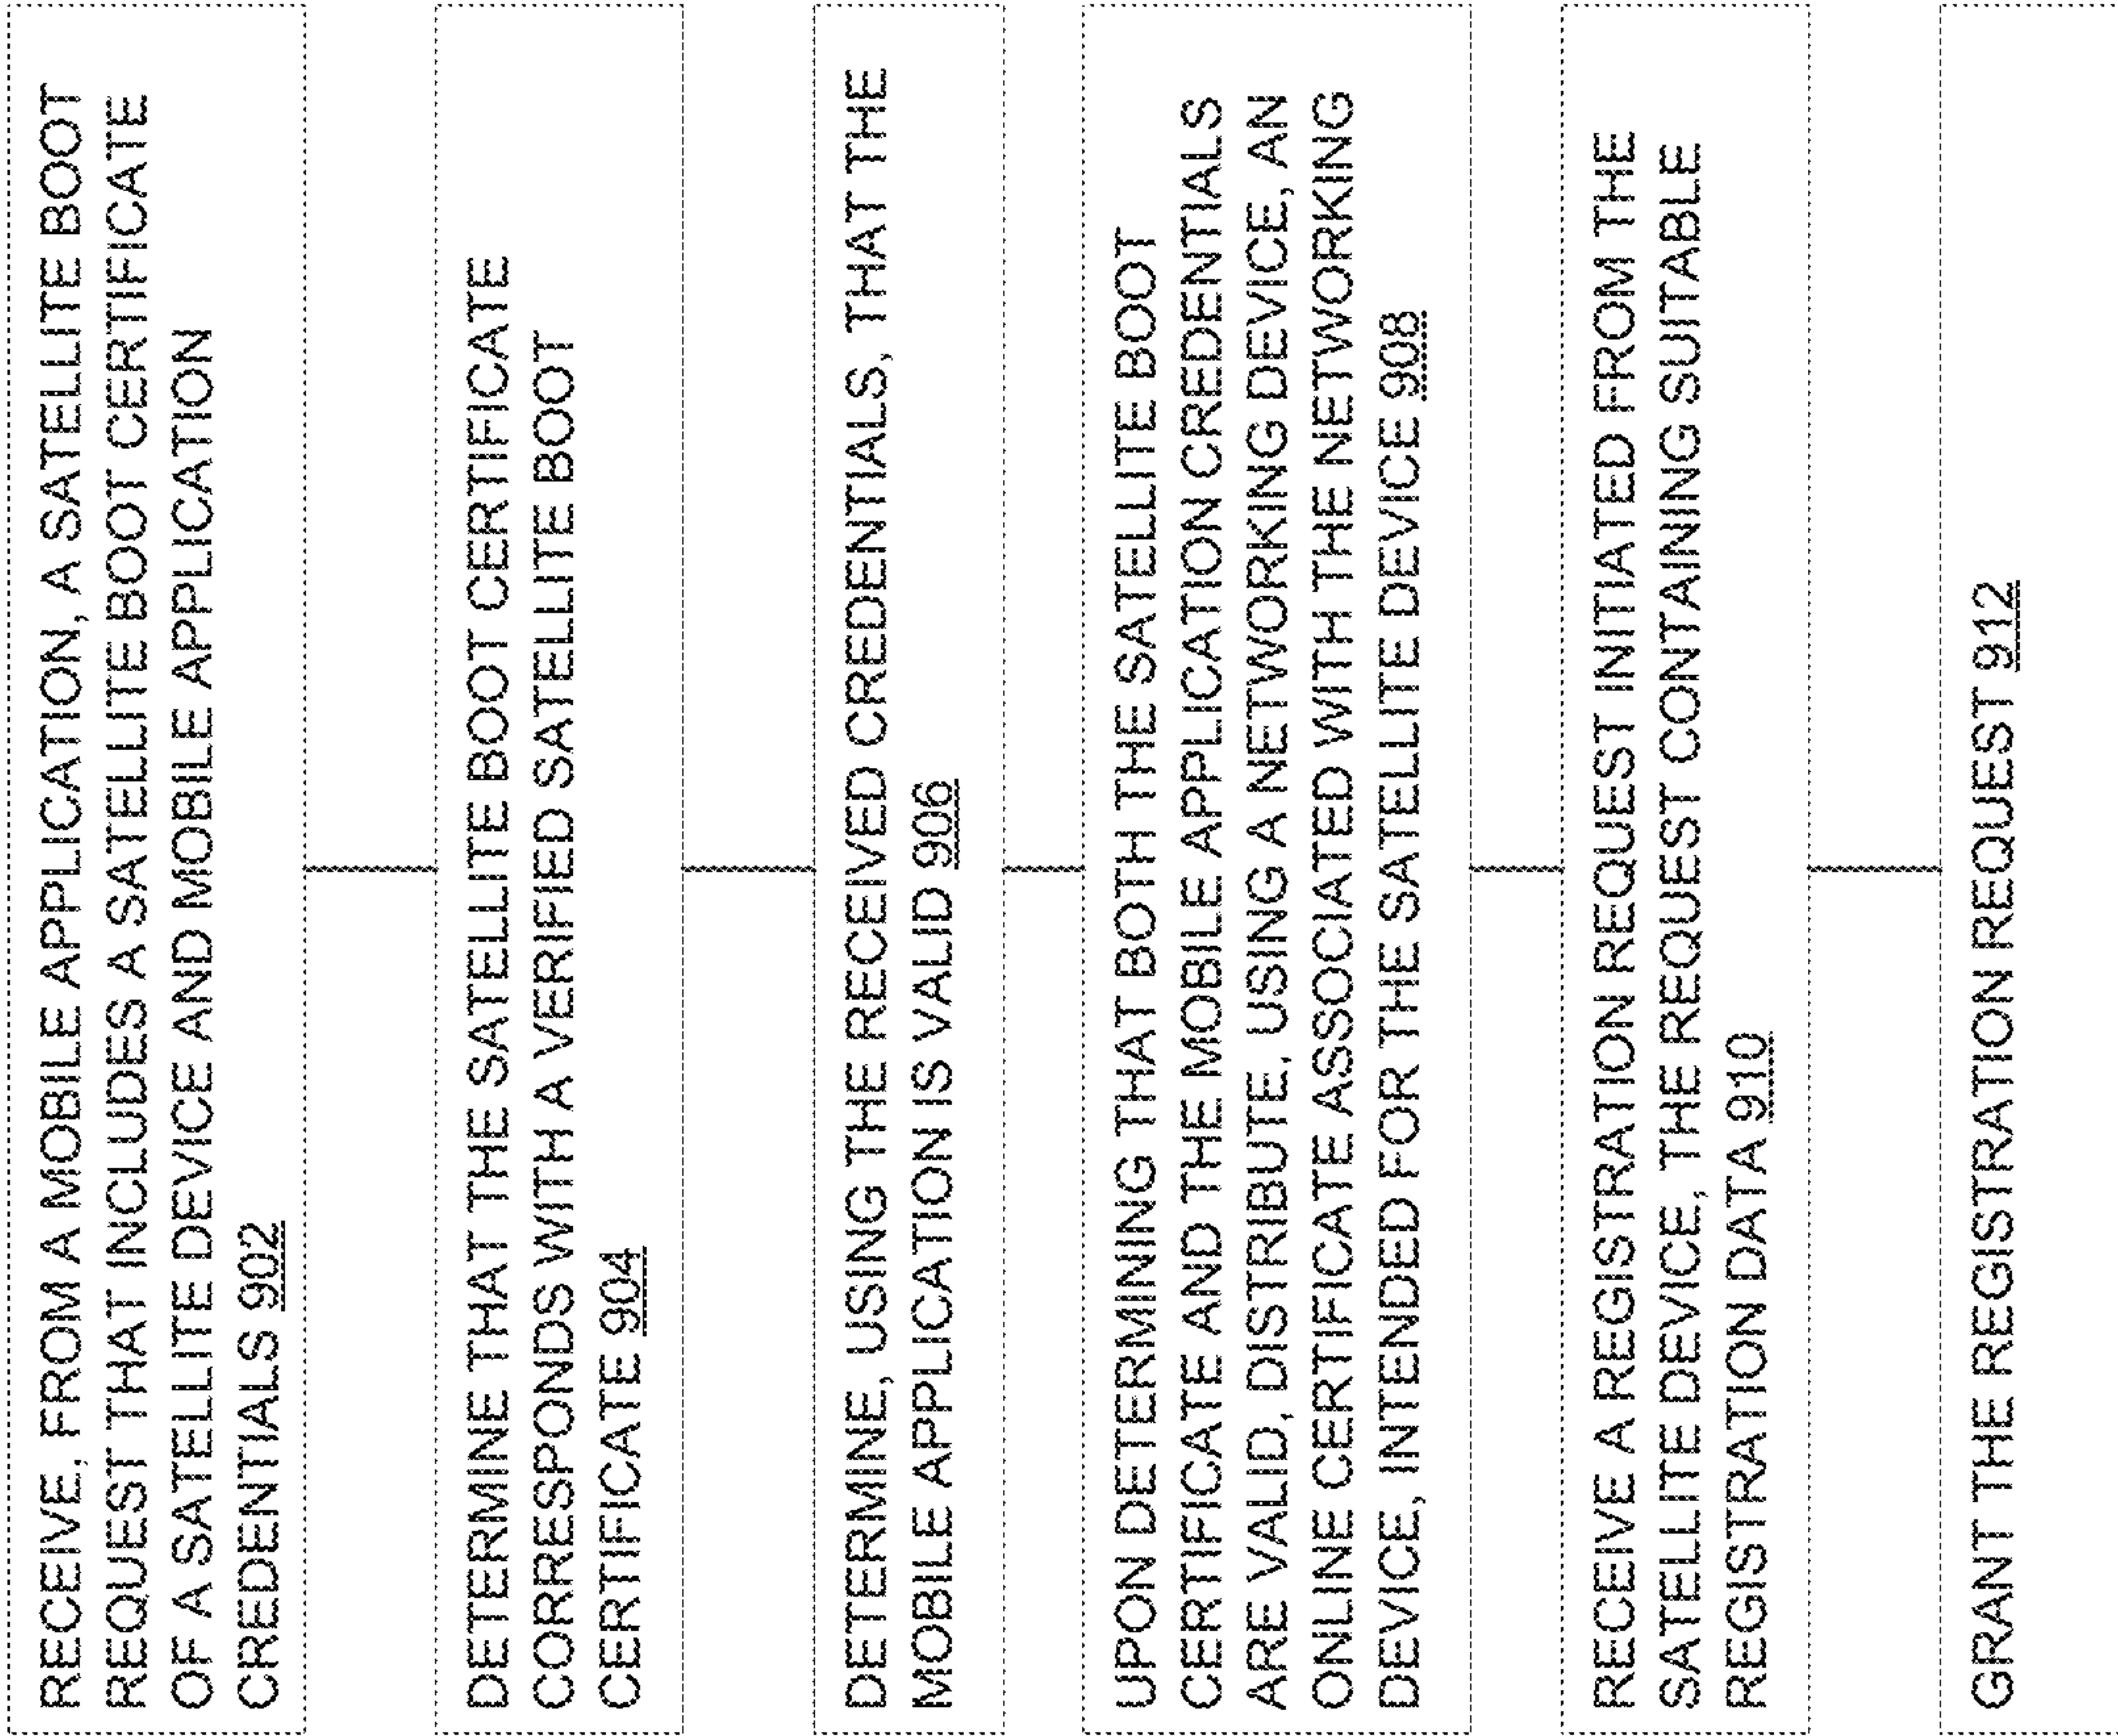 RECEIVE, FROM A MOBILE APPLICATION, A SATELLITE BOOT
REQUEST THAT INCLUDES A SATELLITE BOOT CERTIFICATE
OF A SATELLITE DEVICE AND MOBILE APPLICATION
CREDENTIALS 902
DETERMINE THAT THE SATELLITE BOOT CERTIFICATE
CORRESPONDS WITH A VERIFIED SATELLITE BOOT
CERTIFICATE 904
DETERMINE, USING THE RECEIVED CREDENTIALS, THAT THE
MOBILE APPLICATION IS VALID 906
UPON DETERMINING THAT BOTH THE SATELLITE BOOT
CERTIFICATE AND THE MOBILE APPLICATION CREDENTIALS
ARE VALID, DISTRIBUTE, USING A NETWORKING DEVICE, AN
ONLINE CERTIFICATE ASSOCIATED WITH THE NETWORKING
DEVICE, INTENDED FOR THE SATELLITE DEVICE 908
RECEIVE A REGISTRATION REQUEST INITIATED FROM THE
SATELLITE DEVICE, THE REQUEST CONTAINING SUITABLE
REGISTRATION DATA 910
GRANT THE REGISTRATION REQUEST 912